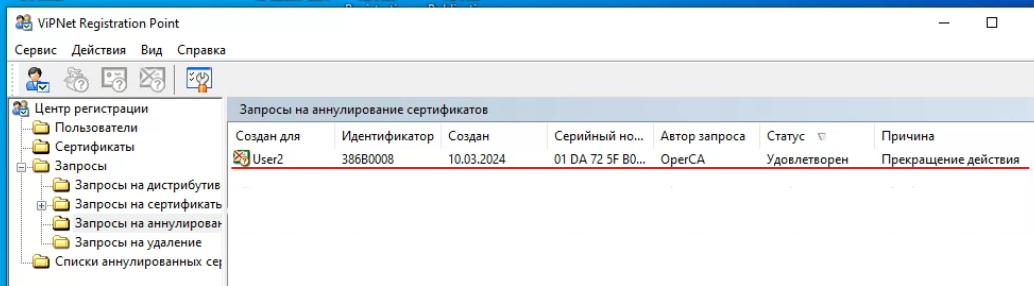 ViPNet Registration Point
Сервис Действия Вид Справка
Центр регистрации
Пользователи
Сертификаты
Запросы
Запросы на дистрибутив
Запросы на сертификать
Запросы на аннулирован
Запросы на удаление
Списки аннулированных сер
Запросы на аннулирование сертификатов
Создан для Идентификатор Создан Серийный но... Автор запроса Статус Причина
User2 386B0008 10.03.2024 01 DA 72 5F B0... OperCA Удовлетворен Прекращение действия